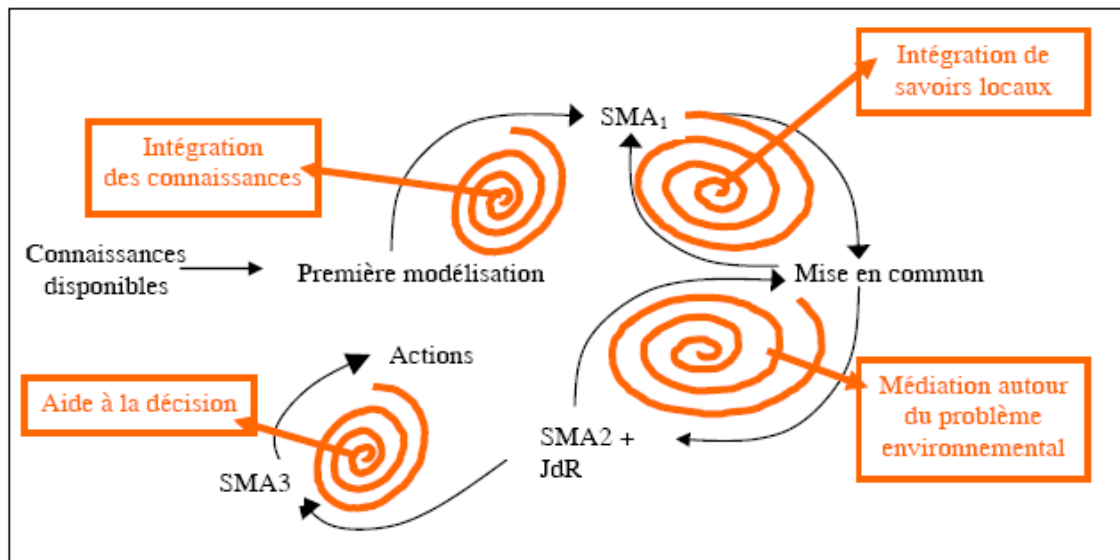 Intégration de
savoirs locaux
SMA₁
Intégration
des connaissances
Connaissances
disponibles
Première modélisation
Mise en commun
Actions
Aide à la décision
Médiation autour
du problème
environnemental
SMA2 +
JdR
SMA3